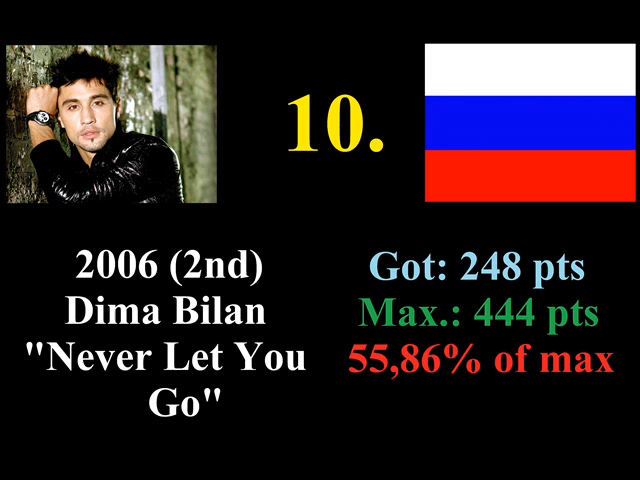 10.
2006 (2nd)
Dima Bilan
"Never Let You
Go"
Got: 248 pts
Max.: 444 pts
55,86% of max